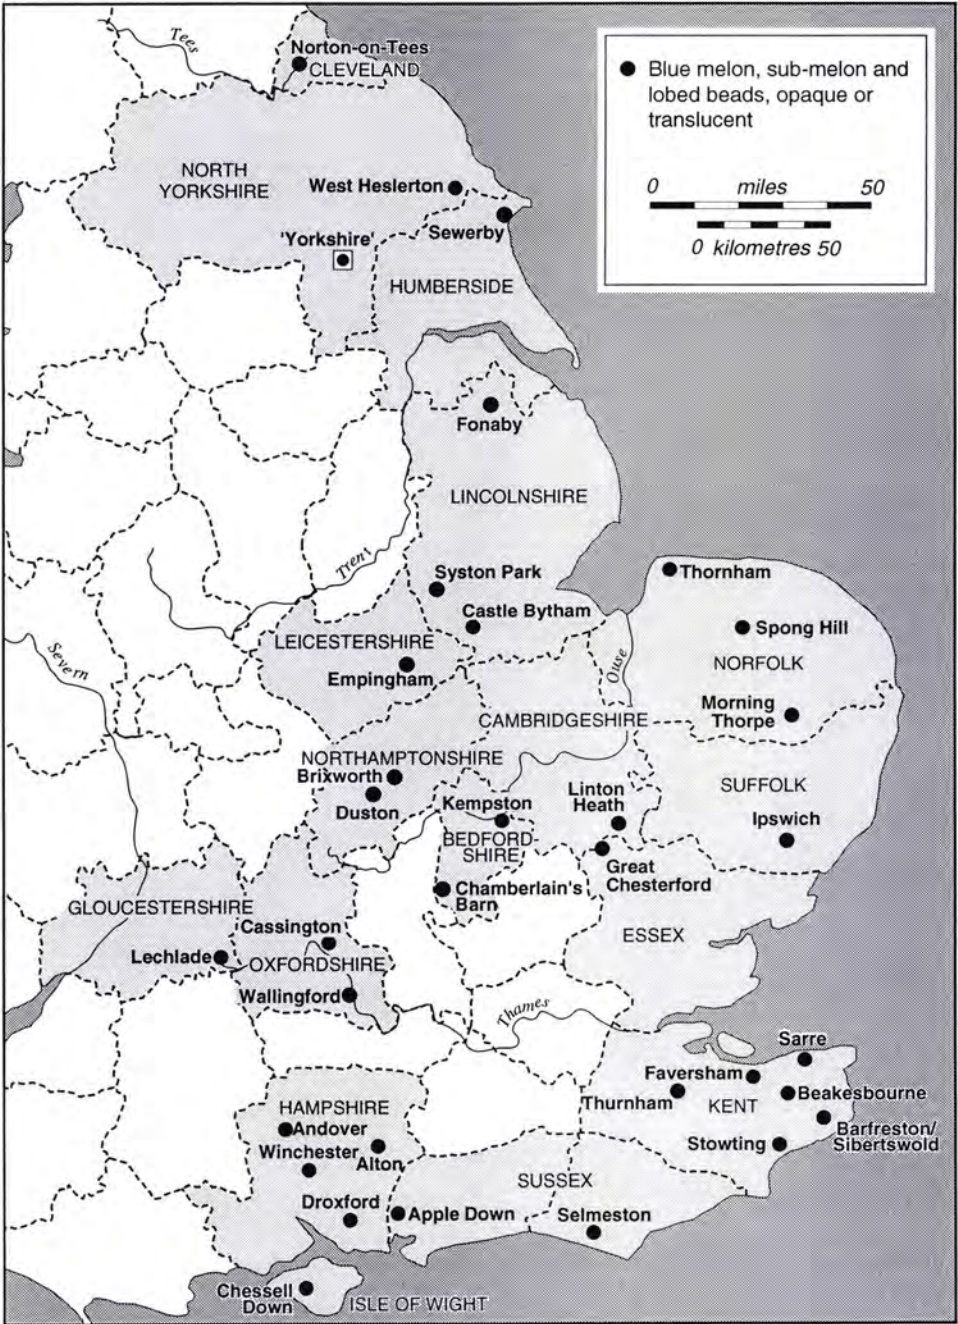 Tees
Norton-on-Tees
CLEVELAND
Blue melon, sub-melon and
lobed beads, opaque or
translucent
0 miles 50
0 kilometres 50
NORTH
YORKSHIRE
West Heslerton
Sewerby
'Yorkshire'
HUMBERSIDE
Fonaby
LINCOLNSHIRE
Trent
Syston Park
Thornham
Castle Bytham
Spong Hill
LEICESTERSHIRE
Empingham
Ouse
Severn
NORFOLK
Morning
Thorpe
CAMBRIDGESHIRE
NORTHAMPTONSHIRE
Brixworth
Duston
Kempston
Linton
Heath
SUFFOLK
Ipswich
BEDFORD-
SHIRE
Great
Chesterford
Chamberlain's
Barn
GLOUCESTERSHIRE
Cassington
ESSEX
Lechlade
OXFORDSHIRE
Wallingford
Thames
Sarre
Faversham
Beakesbourne
Thurnham
KENT
Barfreston/
Sibertswold
Stowting
HAMPSHIRE
Andover
Winchester
Alton
SUSSEX
Droxford
Apple Down
Selmeston
Chessell
Down
ISLE OF WIGHT